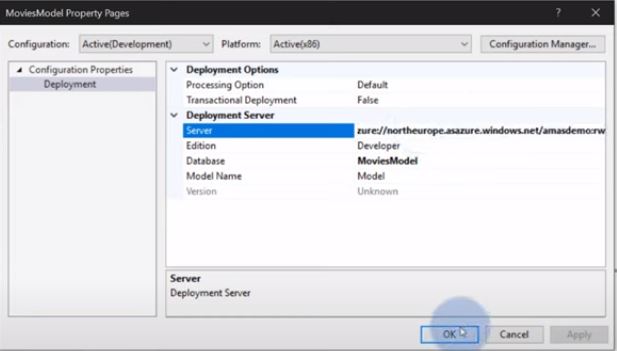 MoviesModel Property Pages ? ×
Configuration: Active(Development) Platform: Active(x86) Configuration Manager...
Configuration Properties
Deployment
Deployment Options
Processing Option Default
Transactional Deployment False
Deployment Server
Server zure://northeurope.asazure.windows.net/amasdemo:rw
Edition Developer
Database MoviesModel
Model Name Model
Version Unknown
Server
Deployment Server
OK Cancel Apply